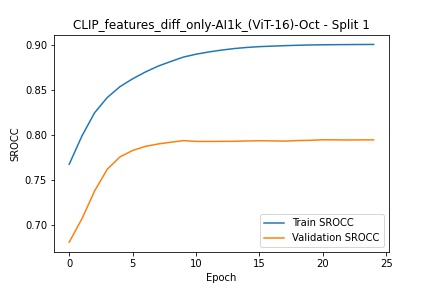 CLIP_features_diff_only-AI1k_(ViT-16)-Oct - Split 1
0.90
0.85
0.80
0.75
0.70
SROCC
Train SROCC
Validation SROCC
0 5 10 15 20 25
Epoch